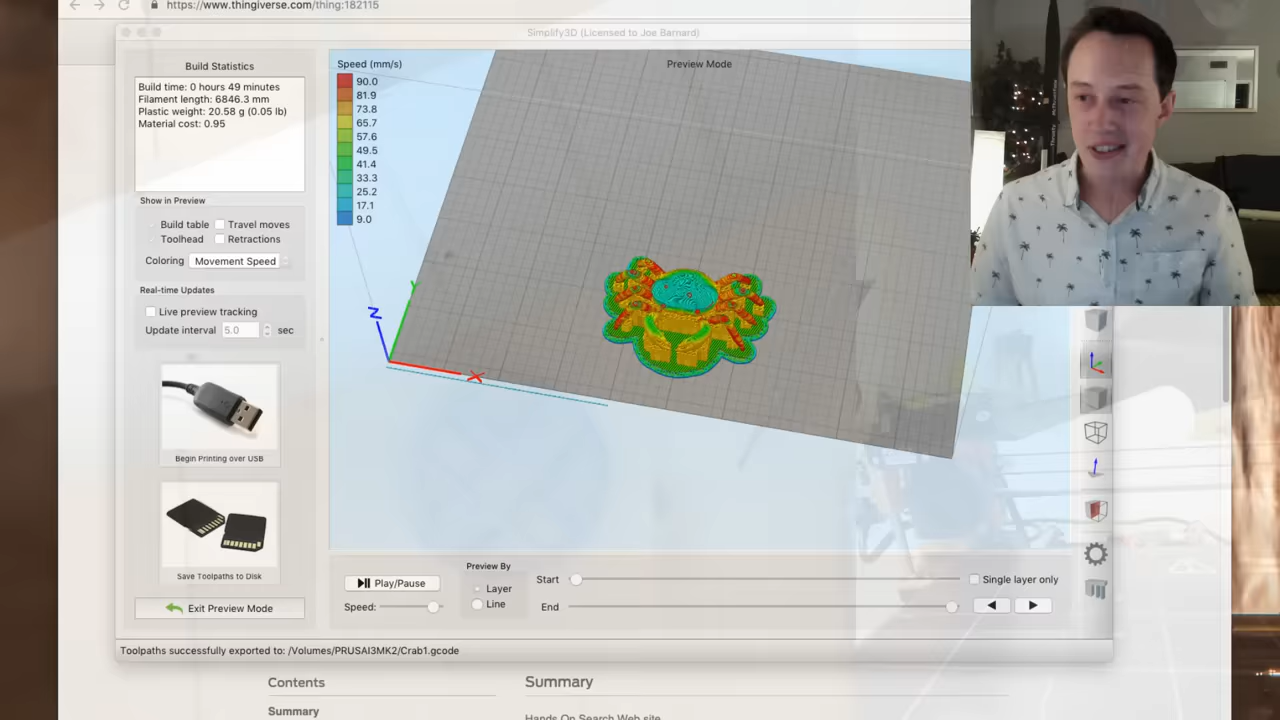 https://www.thingiverse.com/thing:182115
Simplify3D (Licensed to Joe Barnard)
Build Statistics
Build time: 0 hours 49 minutes
Filament length: 6846.3 mm
Plastic weight: 20.58 g (0.05 lb)
Material cost: 0.95
Show in Preview
Build table
Travel moves
Toolhead
Retractions
Coloring
Movement Speed
Real-time Updates
Live preview tracking
Update interval
5.0
sec
Begin Printing over USB
Save Toolpaths to Disk
Exit Preview Mode
Speed (mm/s)
90.0
81.9
73.8
65.7
57.6
49.5
41.4
33.3
25.2
17.1
9.0
Preview Mode
Z
Y
X
Play/Pause
Speed:
Preview By
Layer
Line
Start
End
Single layer only
Toolpaths successfully exported to: /Volumes/PRUSAI3MK2/Crab1.gcode
Contents
Summary
Summary
Hands On Search Web site